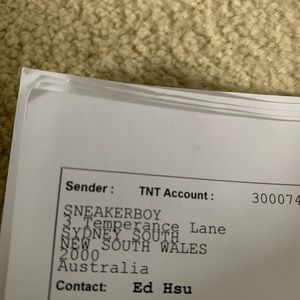 Sender : TNT Account : 300074
SNEAKERBOY
3 Temperance Lane
SYDNEY SOUTH
NEW SOUTH WALES
2000
Australia
Contact: Ed Hsu